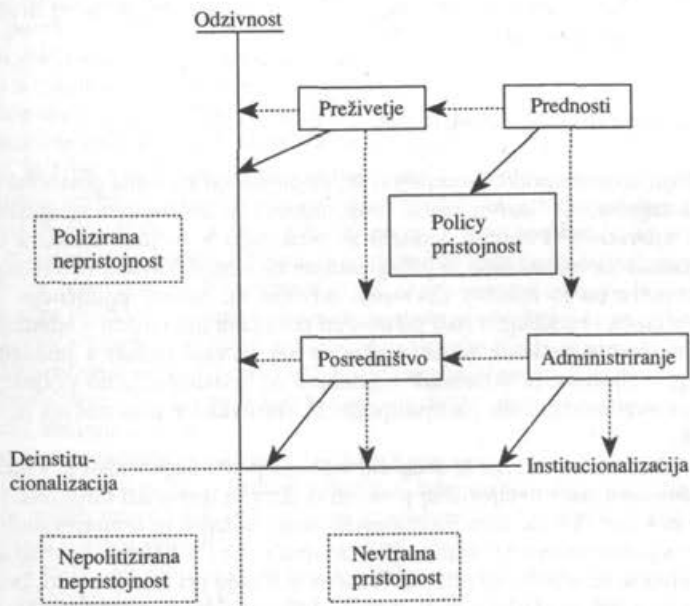 Odzivnost
Preživetje
Prednosti
Polizirana
nepristojnost
Policy
pristojnost
Posredništvo
Administriranje
Deinstitu-
cionalizacija
Institucionalizacija
Nepolitizirana
nepristojnost
Nevtralna
pristojnost